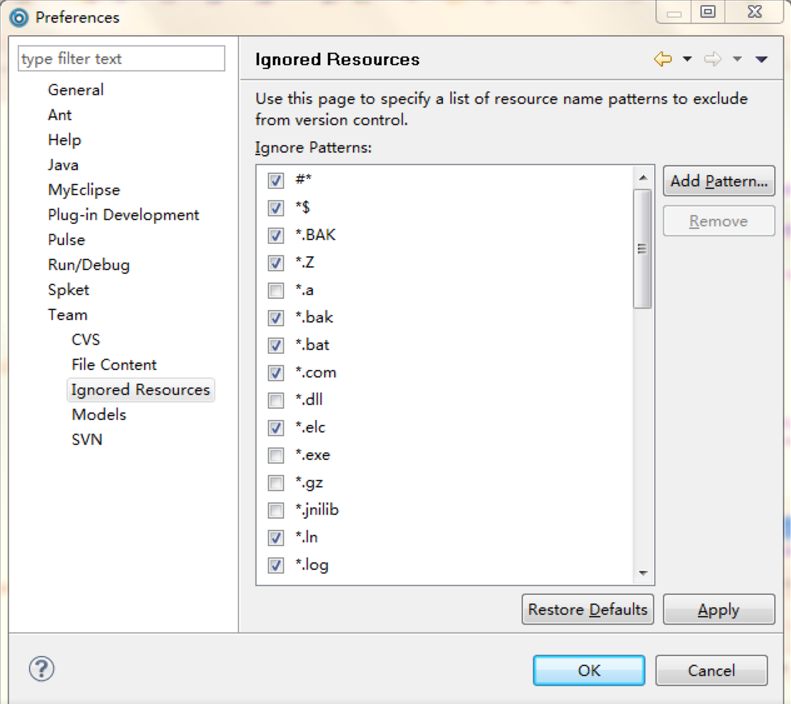 Preferences
type filter text
General
Ant
Help
Java
MyEclipse
Plug-in Development
Pulse
Run/Debug
Spket
Team
CVS
File Content
Ignored Resources
Models
SVN
Ignored Resources
Use this page to specify a list of resource name patterns to exclude
from version control.
Ignore Patterns:
#*
*$
*.BAK
*.Z
*.a
*.bak
*.bat
*.com
*.dll
*.elc
*.exe
*.gz
*.jnilib
*.ln
*.log
Add Pattern...
Remove
Restore Defaults
Apply
?
OK
Cancel